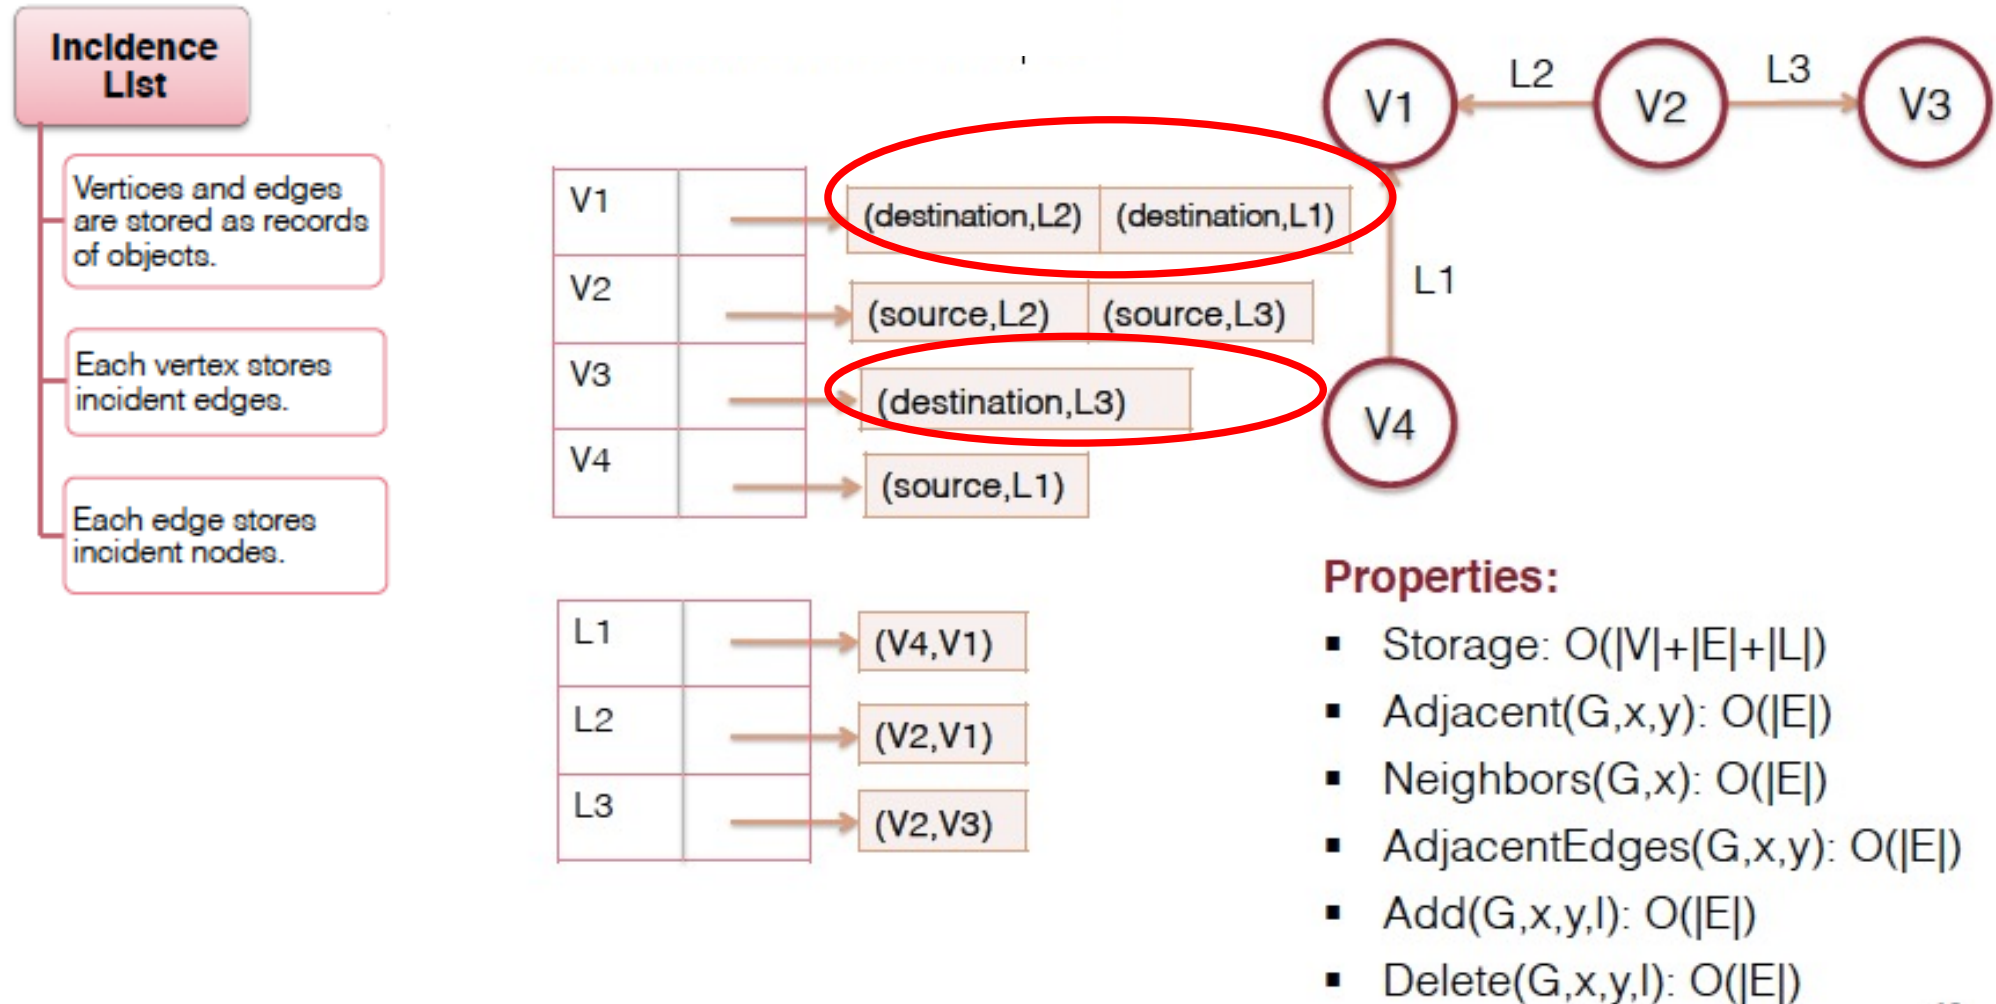 Incidence
List
Vertices and edges
are stored as records
of objects.
Each vertex stores
incident edges.
Each edge stores
incident nodes.
V1
(destination,L2)
(destination,L1)
V2
(source,L2)
(source,L3)
V3
(destination,L3)
V4
(source,L1)
L1
(V4,V1)
L2
(V2,V1)
L3
(V2,V3)
V1
L2
V2
L3
V3
L1
V4
Properties:
▪ Storage: O(|V|+|E|+|L|)
▪ Adjacent(G,x,y): O(|E|)
▪ Neighbors(G,x): O(|E|)
▪ AdjacentEdges(G,x,y): O(|E|)
▪ Add(G,x,y,l): O(|E|)
▪ Delete(G,x,y,l): O(|E|)